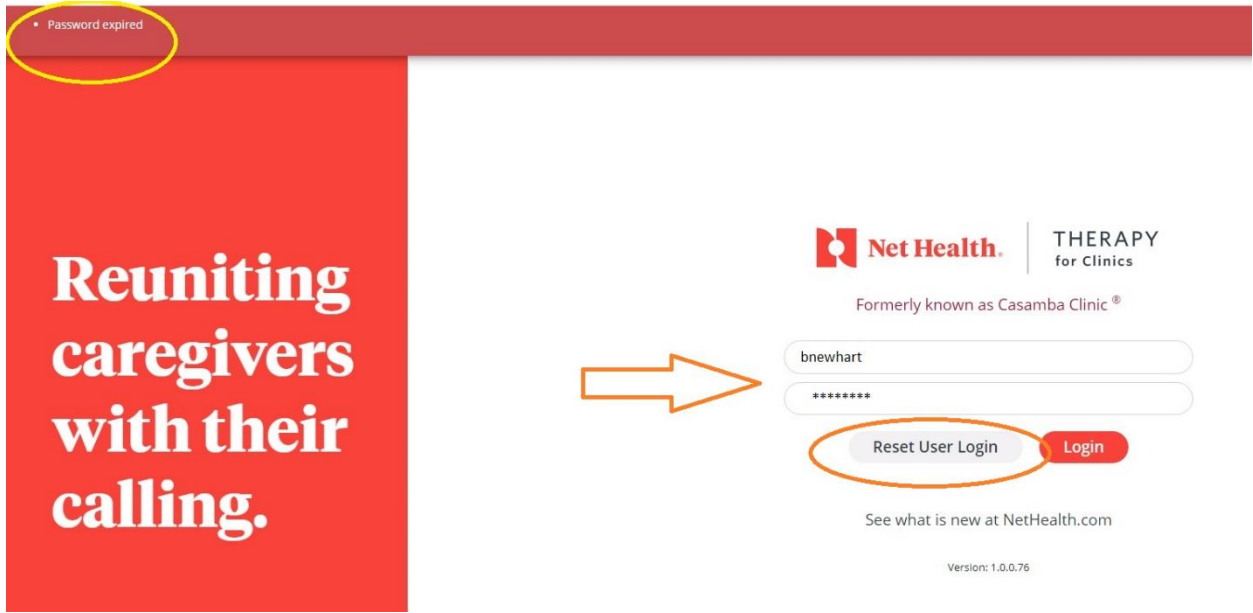 • Password expired
Reuniting
caregivers
with their
calling.
Net Health®
THERAPY
for Clinics
Formerly known as Casamba Clinic ®
bnewhart
********
Reset User Login
Login
See what is new at NetHealth.com
Version: 1.0.0.76